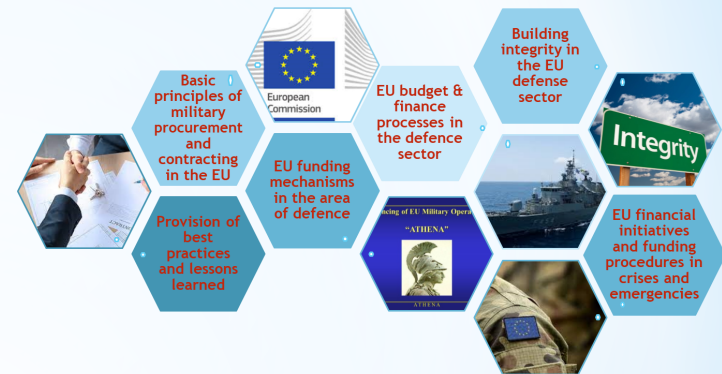 Basic
principles of
military
procurement
and
contracting
in the EU
Provision of
best
practices
and lessons
learned
European
Commission
EU funding
mechanisms
in the area
of defence
EU budget &
finance
processes in
the defence
sector
ncing of EU Military Opera
"ATHENA"
ATHENA
Building
integrity in
the EU
defense
sector
Integrity
EU financial
initiatives
and funding
procedures in
crises and
emergencies